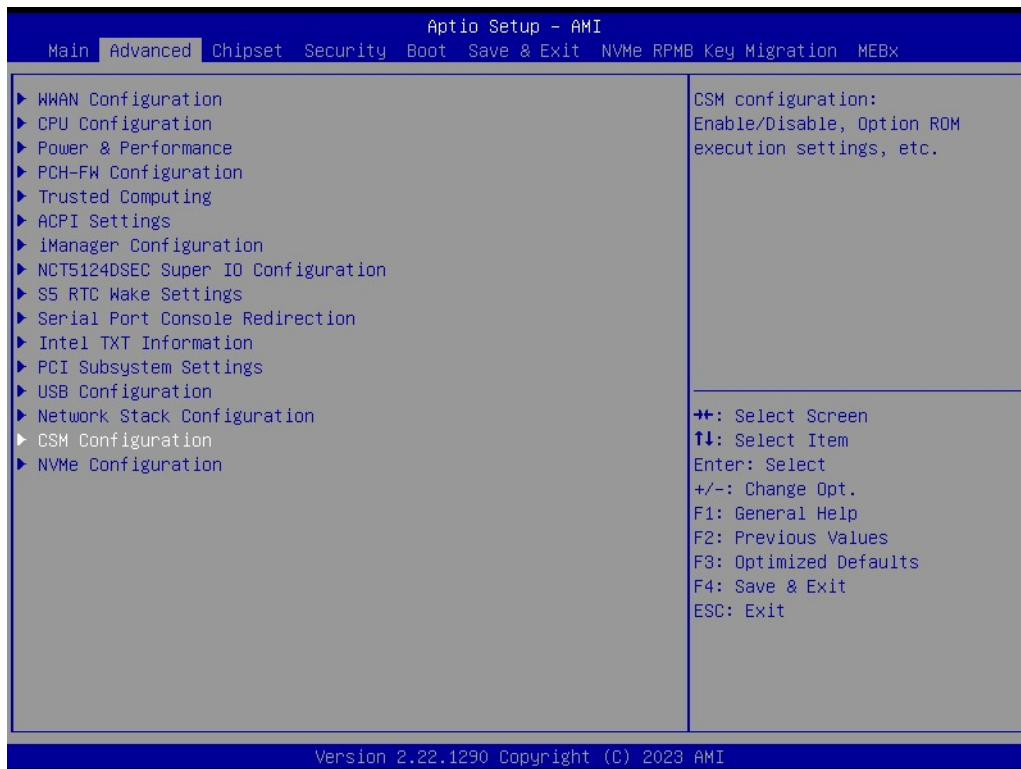 Aptio Setup – AMI
Main Advanced Chipset Security Boot Save & Exit NVMe RPMB Key Migration MEBx
▶ WWAN Configuration
▶ CPU Configuration
▶ Power & Performance
▶ PCH-FW Configuration
▶ Trusted Computing
▶ ACPI Settings
▶ iManager Configuration
▶ NCT5124DSEC Super IO Configuration
▶ S5 RTC Wake Settings
▶ Serial Port Console Redirection
▶ Intel TXT Information
▶ PCI Subsystem Settings
▶ USB Configuration
▶ Network Stack Configuration
▶ CSM Configuration
▶ NVMe Configuration
CSM configuration:
Enable/Disable, Option ROM
execution settings, etc.
→←: Select Screen
↑↓: Select Item
Enter: Select
+/-: Change Opt.
F1: General Help
F2: Previous Values
F3: Optimized Defaults
F4: Save & Exit
ESC: Exit
Version 2.22.1290 Copyright (C) 2023 AMI